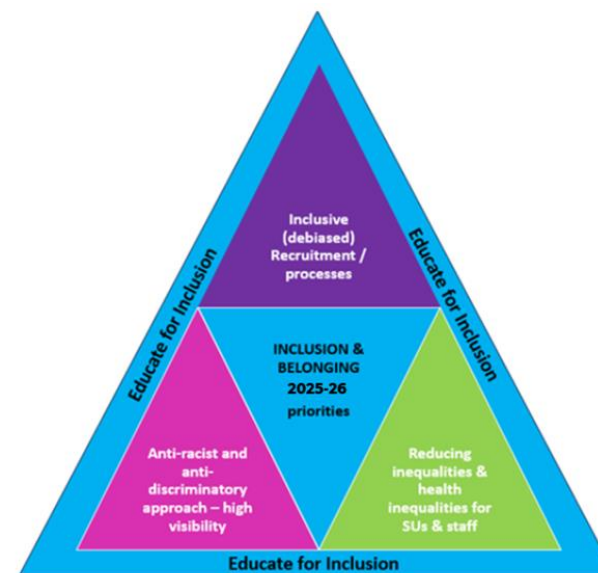 Inclusive
(debiased)
Recruitment /
processes
Educate for Inclusion
Educate for Inclusion
INCLUSION &
BELONGING
2025-26
priorities
Anti-racist and
anti-
discriminatory
approach – high
visibility
Reducing
inequalities &
health
inequalities for
SUs & staff
Educate for Inclusion